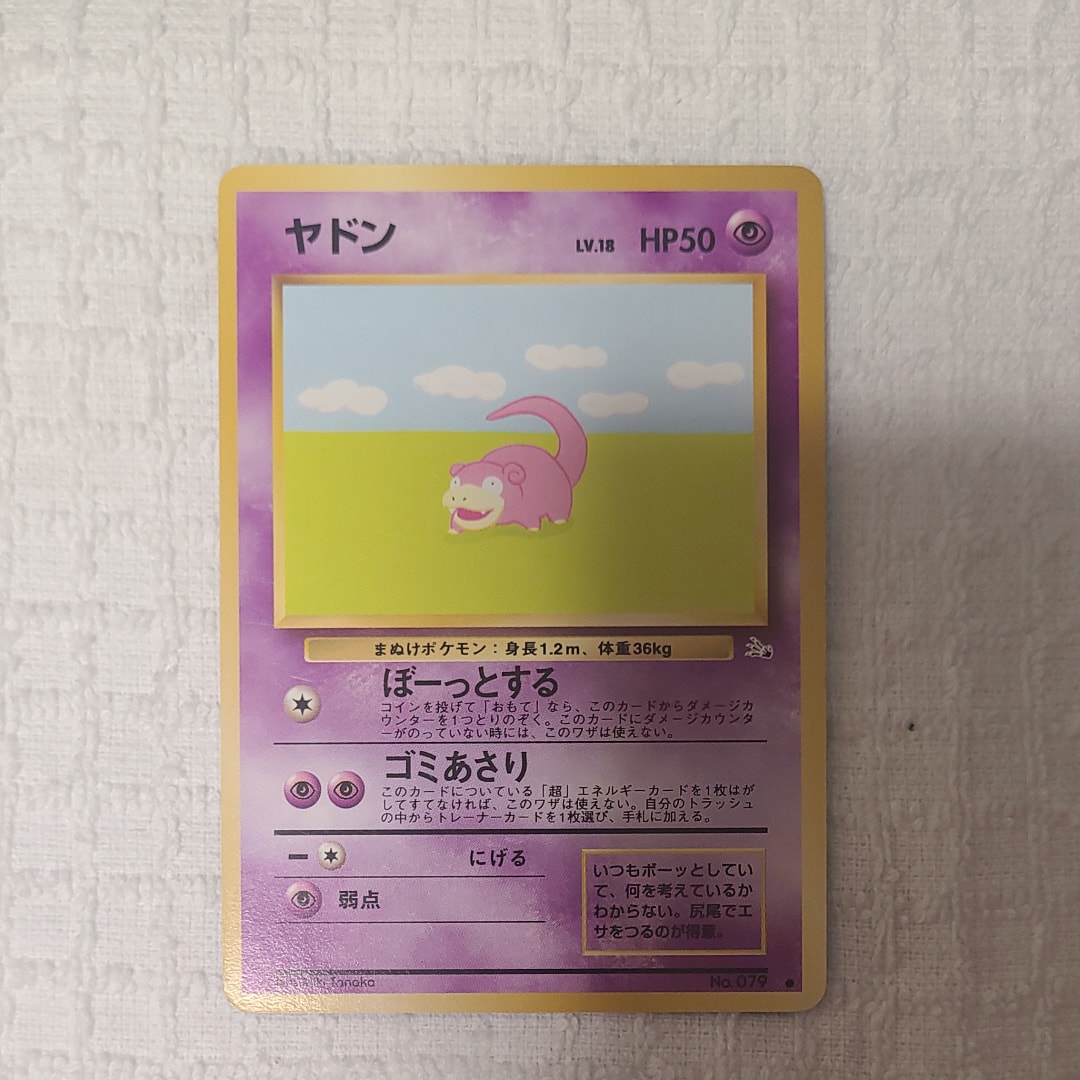 ヤドン LV.18 HP50
まぬけポケモン：身長1.2m、体重36kg
ぼーっとする
コインを投げて「おもて」なら、このカードからダメージカ
ウンターを1つとりのぞく。このカードにダメージカウンタ
ーがのっていない時には、このワザは使えない。
ゴミあさり
このカードについている「超」エネルギーカードを1枚はが
してすてなければ、このワザは使えない。自分のトラッシュ
の中からトレーナーカードを1枚選び、手札に加える。
にげる
弱点
いつもボーッとしてい
て、何を考えているか
わからない。尻尾でエ
サをつるのが得意。
Tanaka No. 079